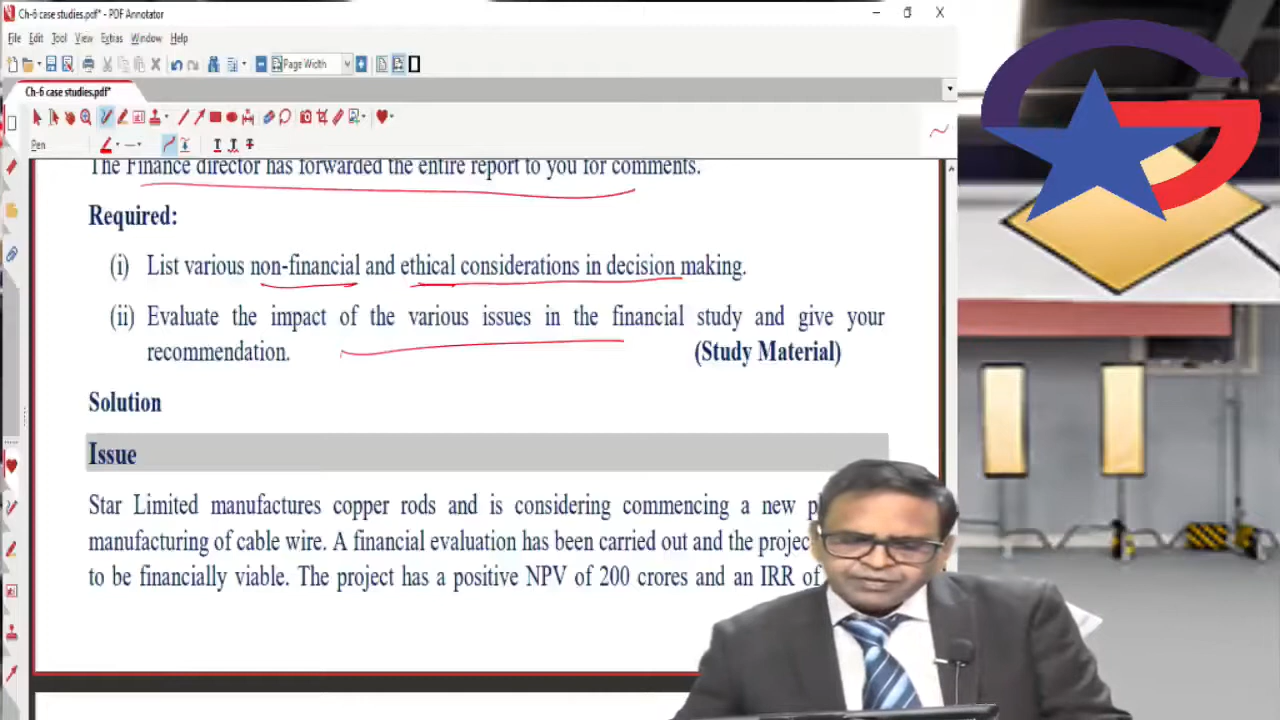 Ch-6 case studies.pdf* - PDF Annotator
File Edit Tool View Extras Window Help
Page Width
Ch-6 case studies.pdf*
Pen
The Finance director has forwarded the entire report to you for comments.
Required:
(i) List various non-financial and ethical considerations in decision making.
(ii) Evaluate the impact of the various issues in the financial study and give your
recommendation. (Study Material)
Solution
Issue
Star Limited manufactures copper rods and is considering commencing a new
manufacturing of cable wire. A financial evaluation has been carried out and the project
to be financially viable. The project has a positive NPV of 200 crores and an IRR of